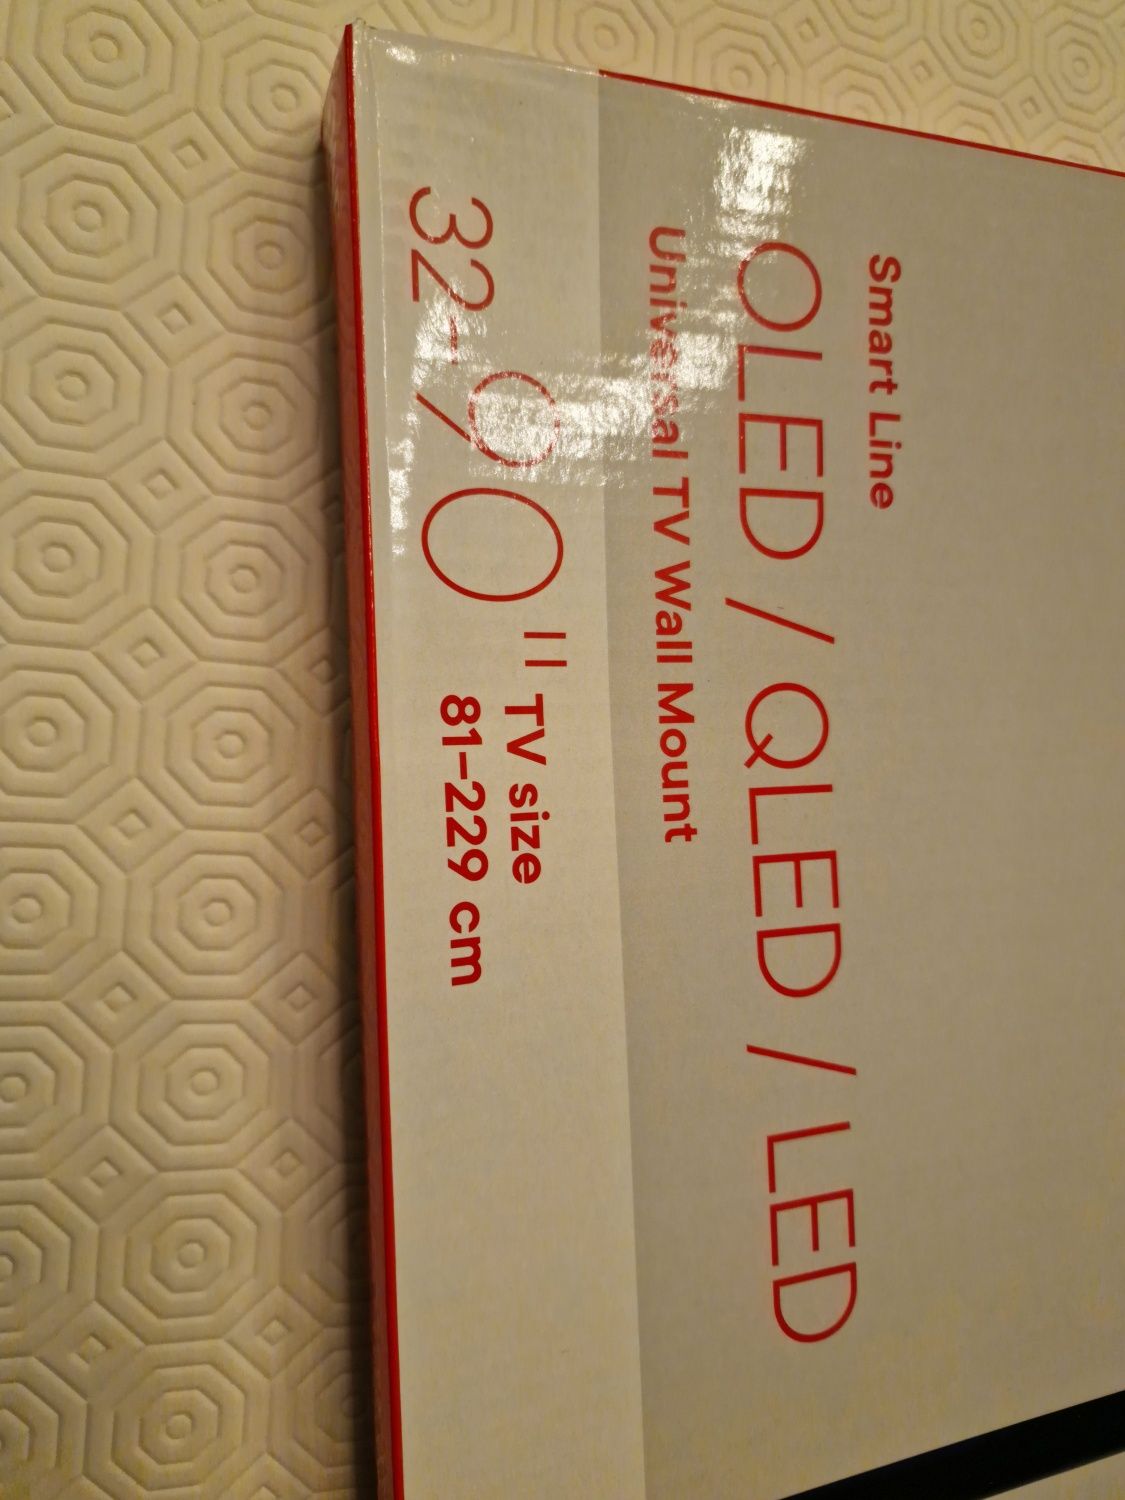 Smart Line
OLED / QLED / LED
Universal TV Wall Mount
32-90" TV size
81-229 cm